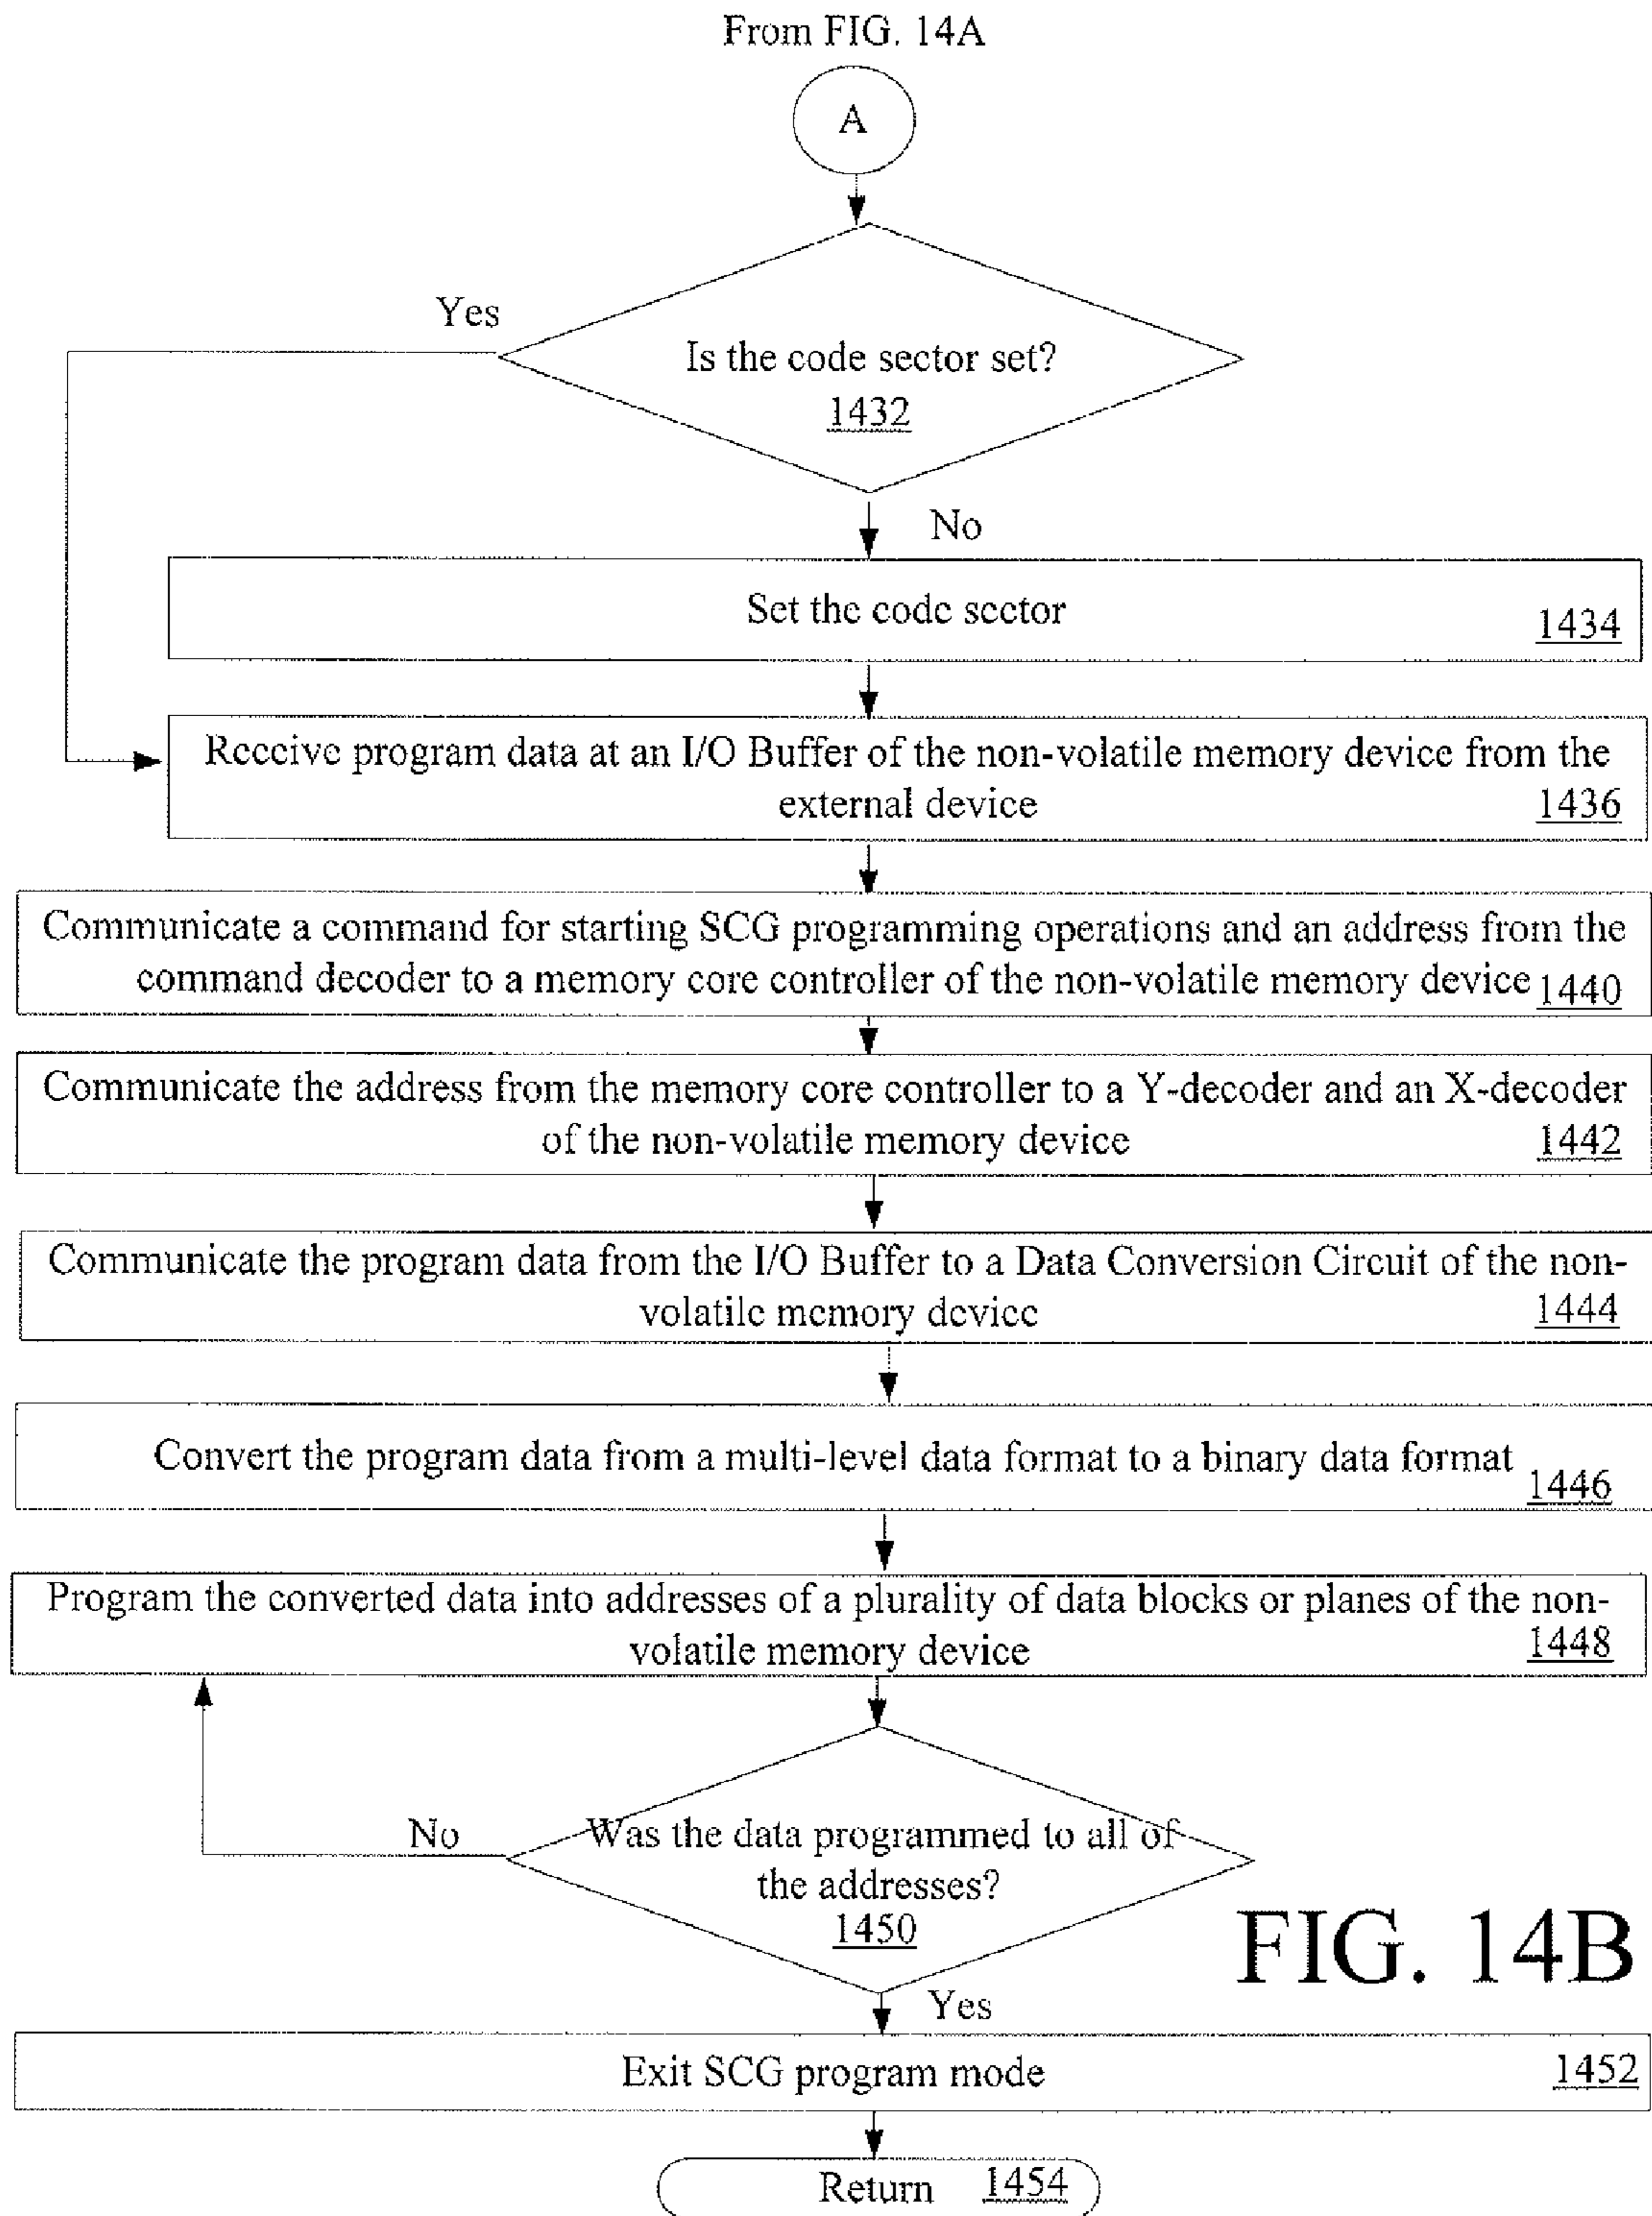 From FIG. 14A
A
Yes
Is the code sector set?
1432
No
Set the code sector
1434
Receive program data at an I/O Buffer of the non-volatile memory device from the
external device
1436
Communicate a command for starting SCG programming operations and an address from the
command decoder to a memory core controller of the non-volatile memory device 1440
Communicate the address from the memory core controller to a Y-decoder and an X-decoder
of the non-volatile memory device
1442
Communicate the program data from the I/O Buffer to a Data Conversion Circuit of the non-
volatile memory device
1444
Convert the program data from a multi-level data format to a binary data format
1446
Program the converted data into addresses of a plurality of data blocks or planes of the non-
volatile memory device
1448
No
Was the data programmed to all of
the addresses?
1450
FIG. 14B
Yes
Exit SCG program mode
1452
Return 1454